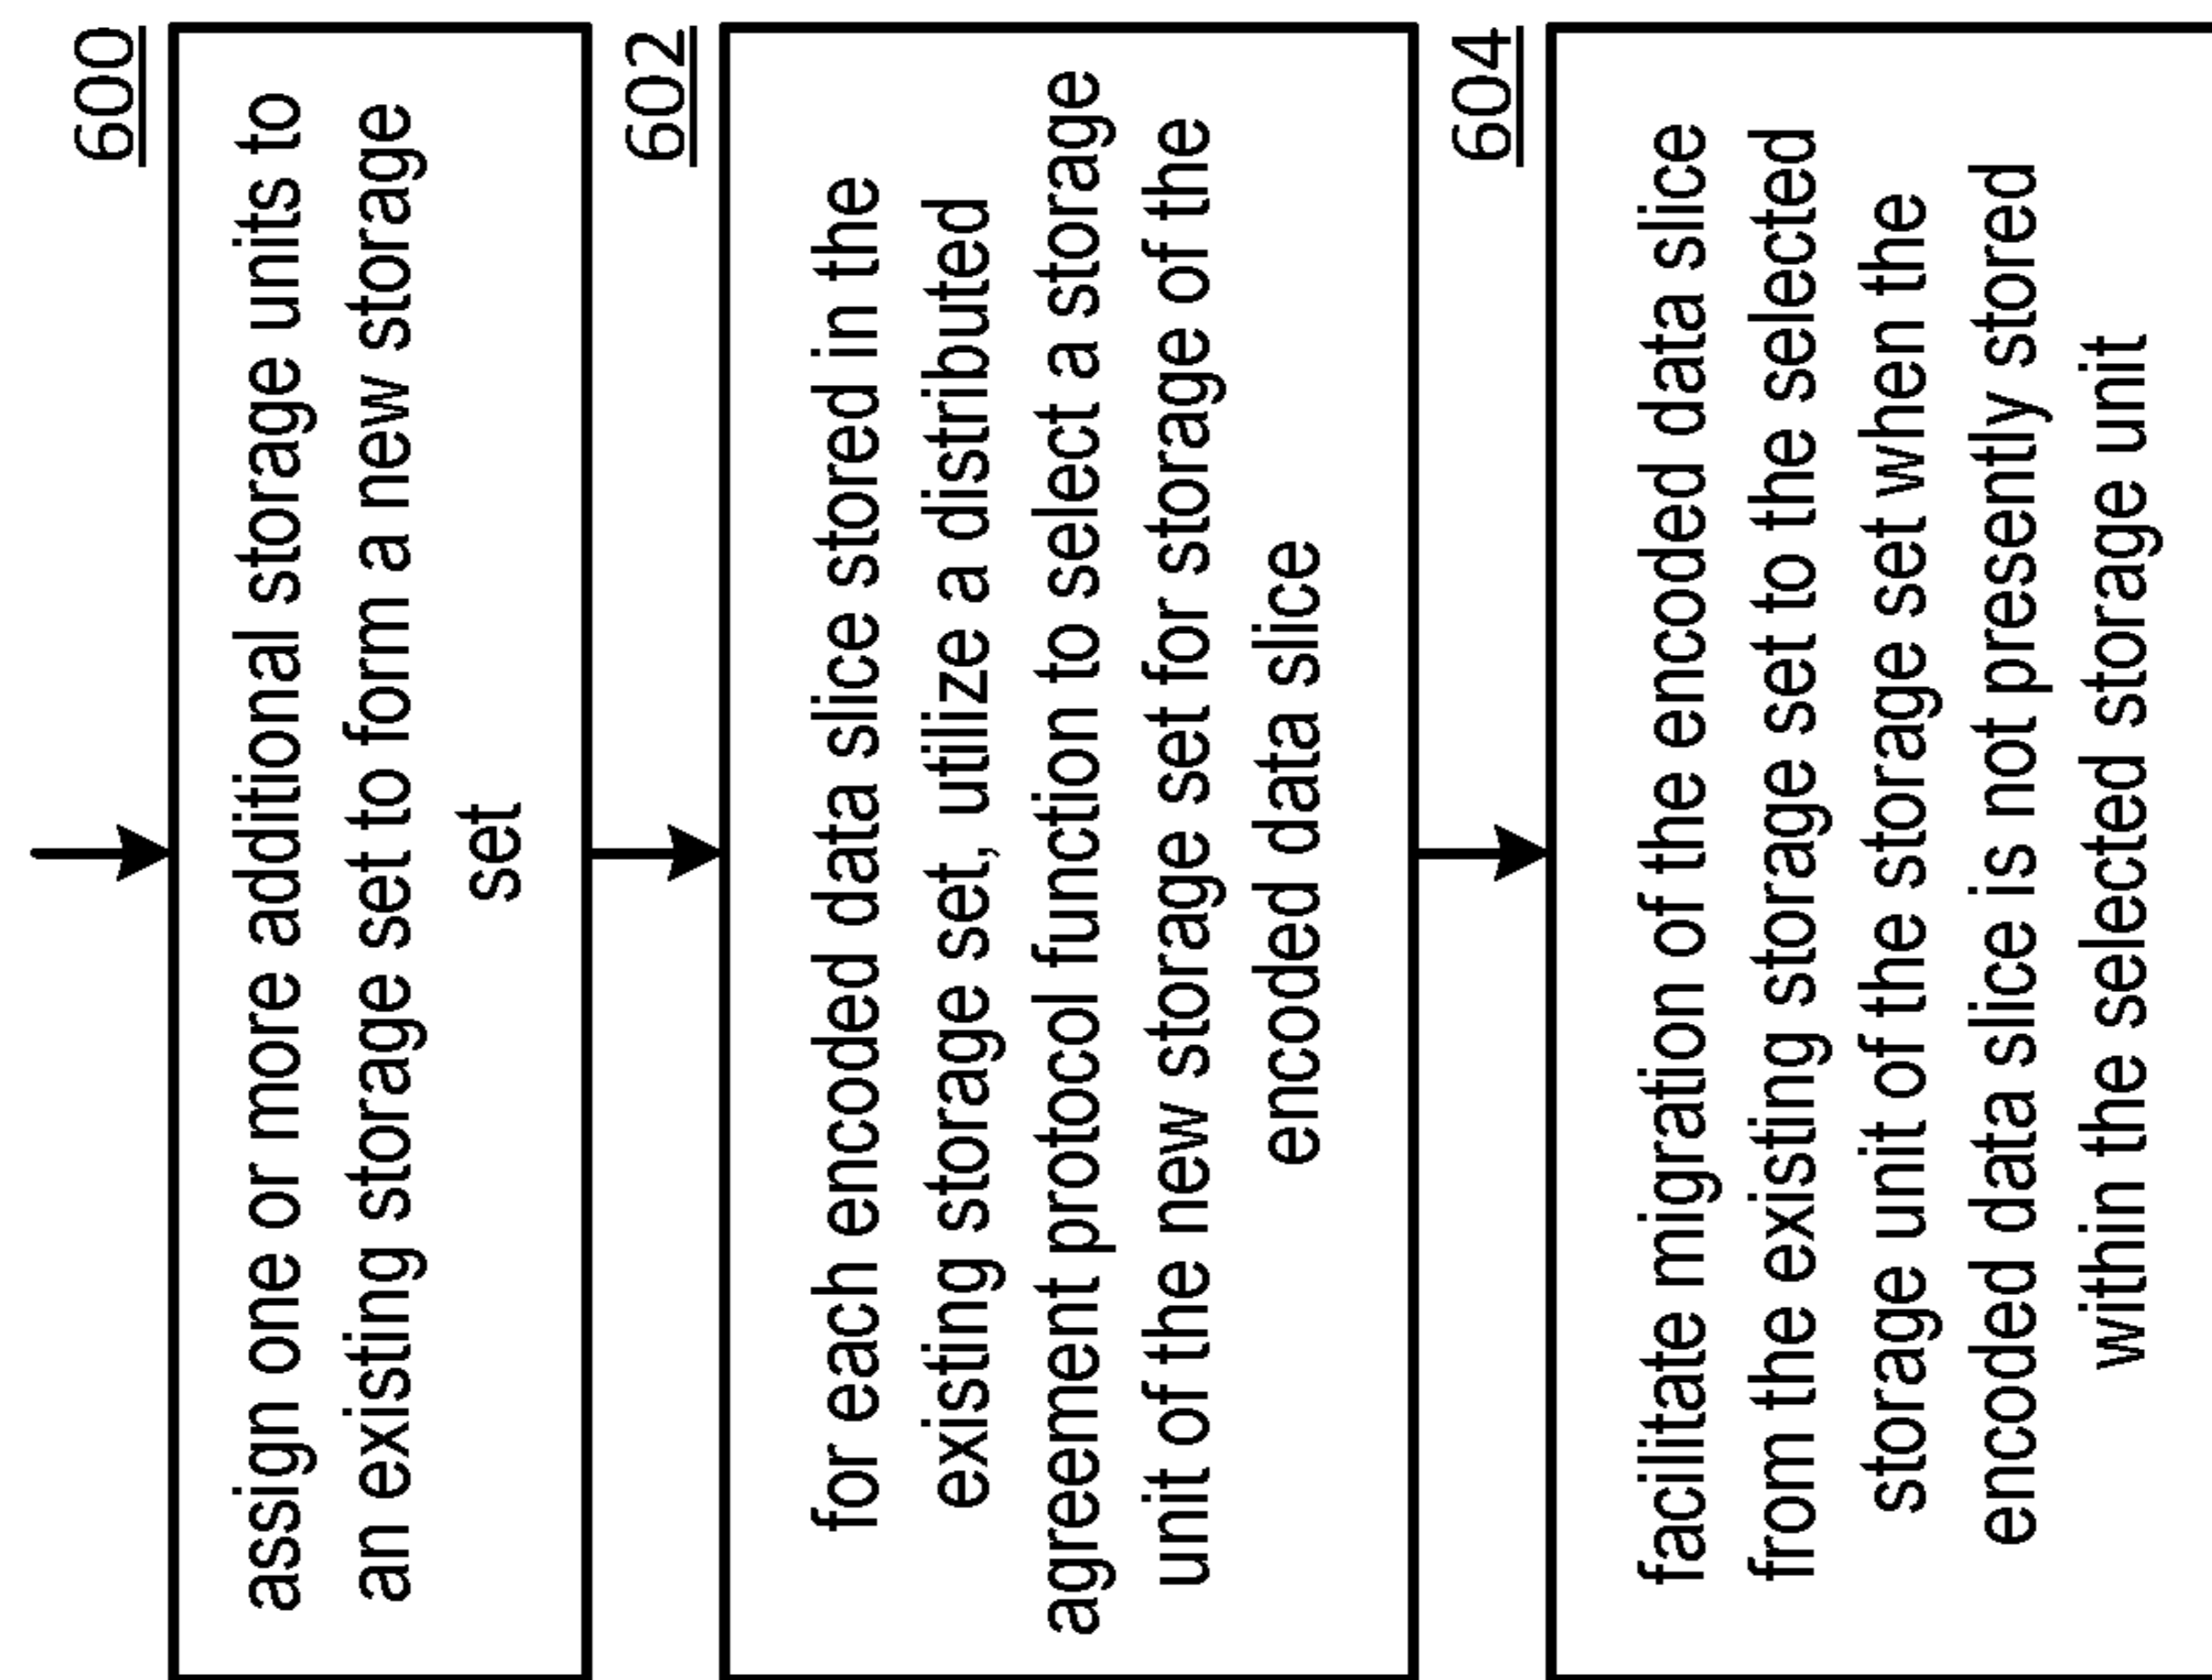 600
assign one or more additional storage units to
an existing storage set to form a new storage
set
602
for each encoded data slice stored in the
existing storage set, utilize a distributed
agreement protocol function to select a storage
unit of the new storage set for storage of the
encoded data slice
604
facilitate migration of the encoded data slice
from the existing storage set to the selected
storage unit of the storage set when the
encoded data slice is not presently stored
within the selected storage unit